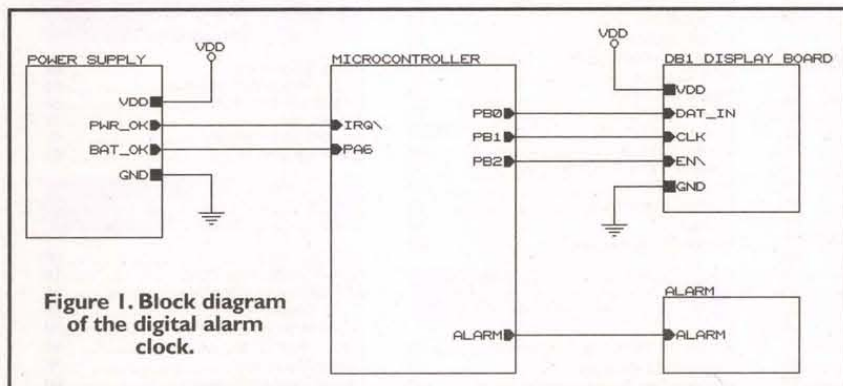 VDD
VDD
POWER SUPPLY
MICROCONTROLLER
DB1 DISPLAY BOARD
VDD
PWR_OK
BAT_OK
GND
IRQ\
PA6
PB0
PB1
PB2
ALARM
VDD
DAT_IN
CLK
EN\
GND
ALARM
ALARM
Figure 1. Block diagram
of the digital alarm
clock.